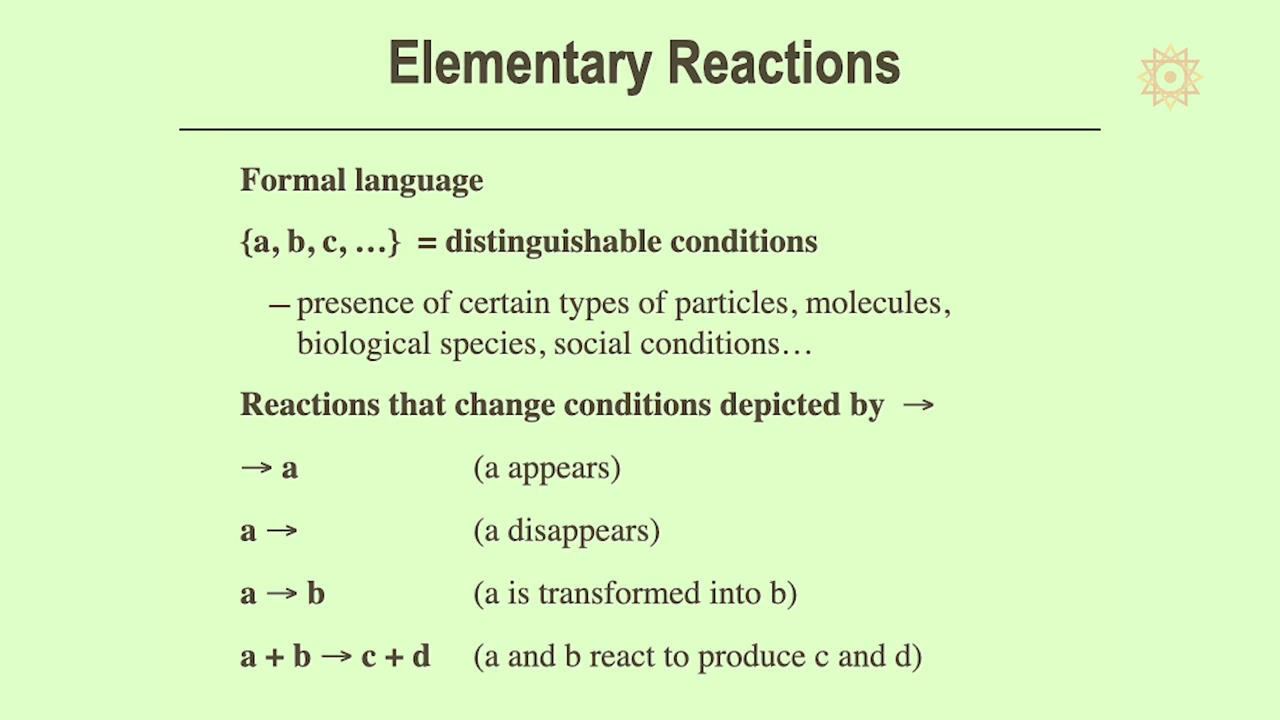 Elementary Reactions
Formal language
{a, b, c, …} = distinguishable conditions
– presence of certain types of particles, molecules,
biological species, social conditions…
Reactions that change conditions depicted by →
→ a (a appears)
a → (a disappears)
a → b (a is transformed into b)
a + b → c + d (a and b react to produce c and d)